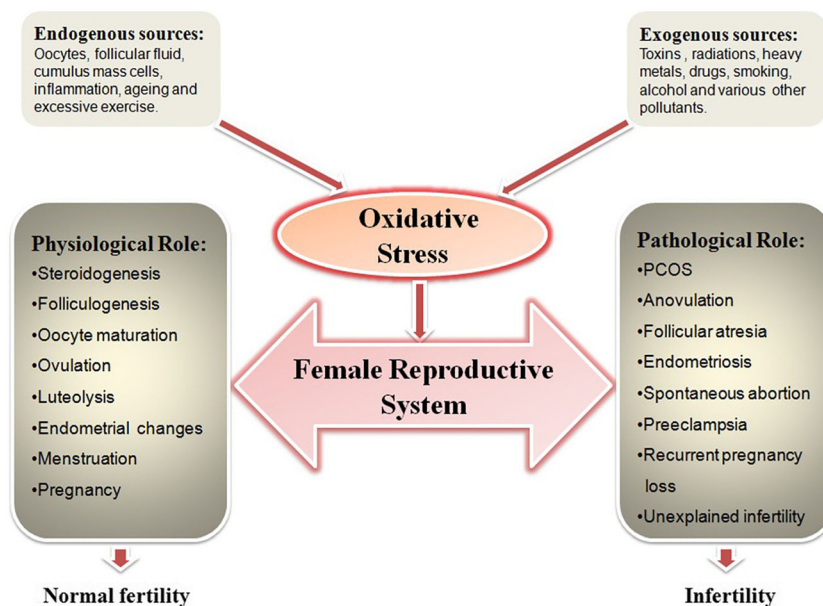 Endogenous sources:
Oocytes, follicular fluid,
cumulus mass cells,
inflammation, ageing and
excessive exercise.
Exogenous sources:
Toxins , radiations, heavy
metals, drugs, smoking,
alcohol and various other
pollutants.
Oxidative
Stress
Physiological Role:
•Steroidogenesis
•Folliculogenesis
•Oocyte maturation
•Ovulation
•Luteolysis
•Endometrial changes
•Menstruation
•Pregnancy
Female Reproductive
System
Pathological Role:
•PCOS
•Anovulation
•Follicular atresia
•Endometriosis
•Spontaneous abortion
•Preeclampsia
•Recurrent pregnancy
loss
•Unexplained infertility
Normal fertility
Infertility